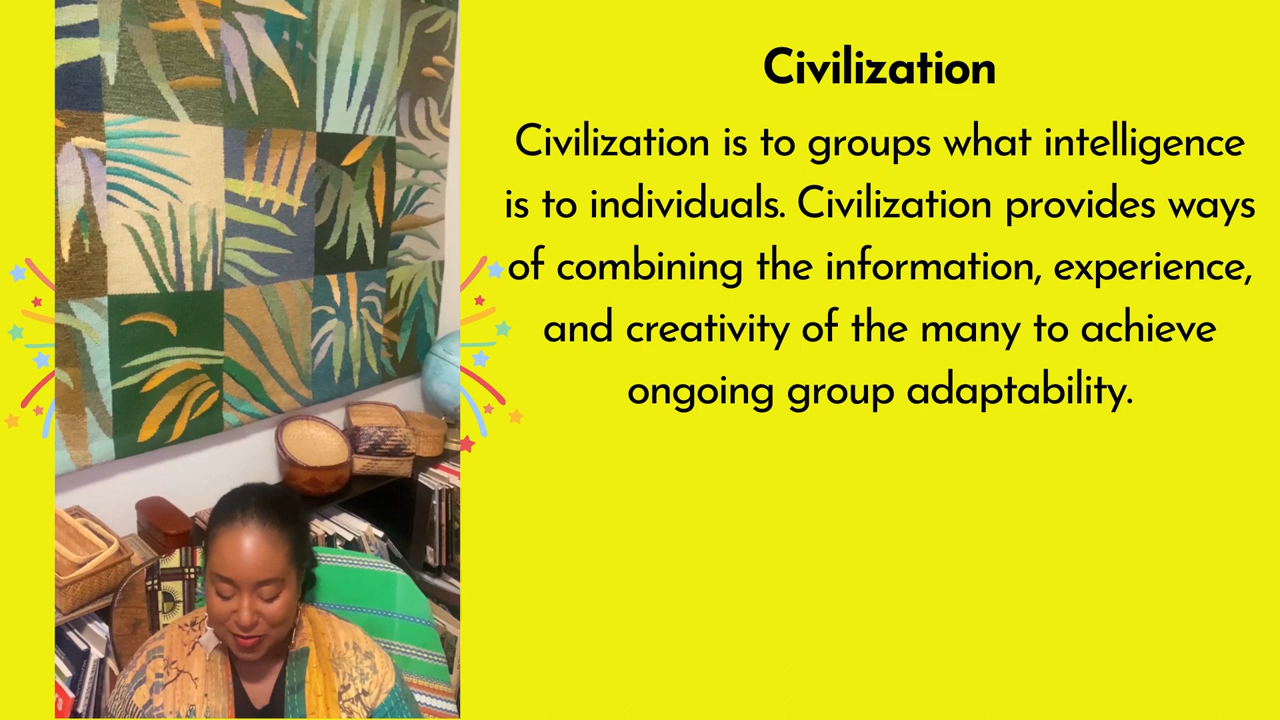 Civilization
Civilization is to groups what intelligence
is to individuals. Civilization provides ways
of combining the information, experience,
and creativity of the many to achieve
ongoing group adaptability.